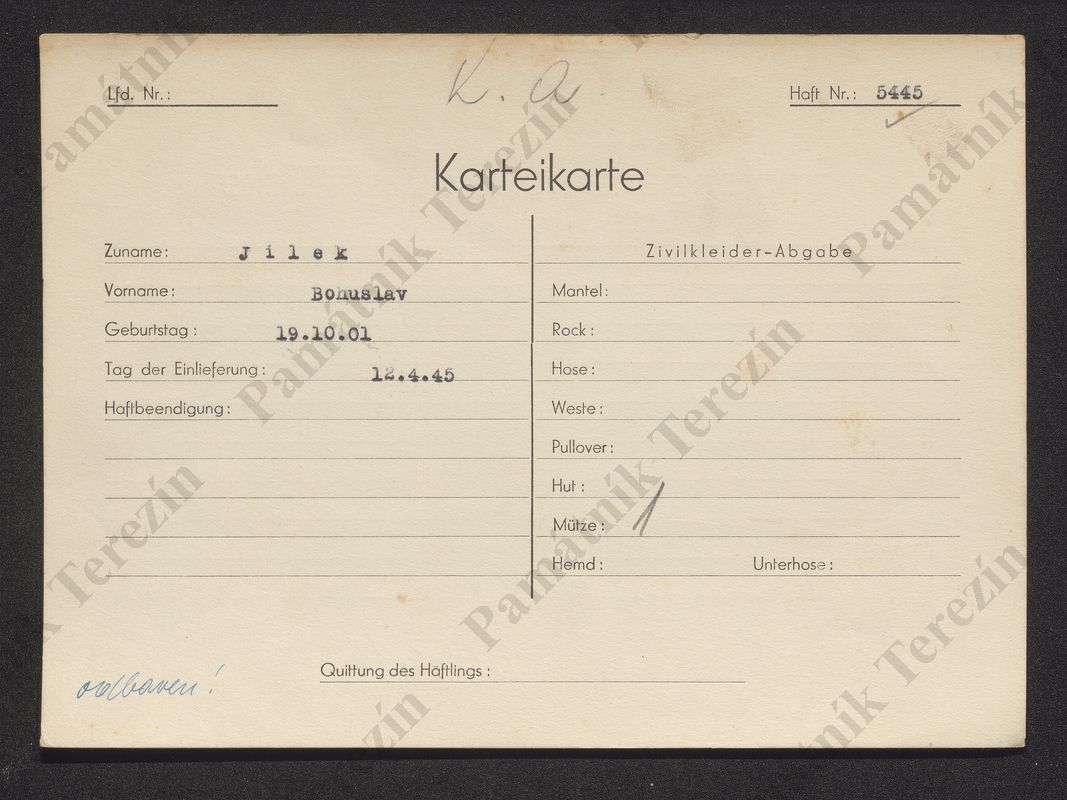 K. a.
Lfd. Nr.:
Haft Nr.: 5445
Karteikarte
Zuname: Jílek
Vorname: Bohuslav
Geburtstag: 19.10.01
Tag der Einlieferung: 12.4.45
Haftbeendigung:
Zivilkleider-Abgabe
Mantel:
Rock:
Hose:
Weste:
Pullover:
Hut:
Mütze: 1
Hemd: Unterhose:
Quittung des Häftlings:
odbaven!
Památník Terezín